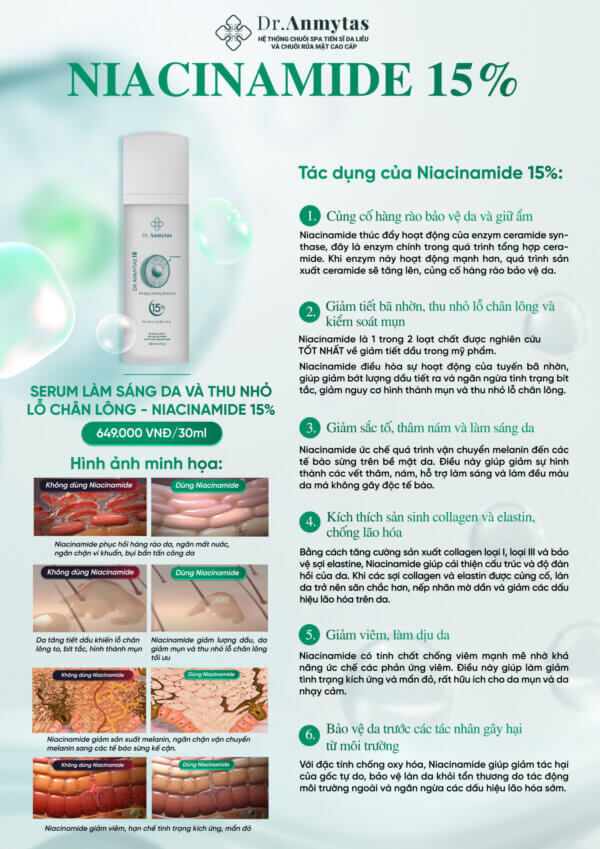 Dr.Anmytas
HỆ THỐNG CHUỖI SPA TIẾN SĨ DA LIỄU
VÀ CHUỖI RỬA MẶT CAO CẤP
NIACINAMIDE 15%
Dr.Anmytas
DR ANMYTAS 15
15%
NIACINAMIDE
SERUM LÀM SÁNG DA VÀ THU NHỎ
LỖ CHÂN LÔNG - NIACINAMIDE 15%
649.000 VNĐ/30ml
Hình ảnh minh họa:
Không dùng Niacinamide
Dùng Niacinamide
Niacinamide phục hồi hàng rào da, ngăn mất nước,
ngăn chặn vi khuẩn, bụi bẩn tấn công da
Không dùng Niacinamide
Dùng Niacinamide
Da tăng tiết dầu khiến lỗ chân
lông to, bít tắc, hình thành mụn
Niacinamide giảm lượng dầu, da
giảm mụn và thu nhỏ lỗ chân lông
tối ưu
Không dùng Niacinamide
Dùng Niacinamide
Niacinamide giảm sản xuất melanin, ngăn chặn vận chuyển
melanin sang các tế bào sừng kế cận.
Không dùng Niacinamide
Dùng Niacinamide
Niacinamide giảm viêm, hạn chế tình trạng kích ứng, mẩn đỏ
Tác dụng của Niacinamide 15%:
1. Củng cố hàng rào bảo vệ da và giữ ẩm
Niacinamide thúc đẩy hoạt động của enzym ceramide syn-
thase, đây là enzym chính trong quá trình tổng hợp cera-
mide. Khi enzym này hoạt động mạnh hơn, quá trình sản
xuất ceramide sẽ tăng lên, củng cố hàng rào bảo vệ da.
2. Giảm tiết bã nhờn, thu nhỏ lỗ chân lông và
kiểm soát mụn
Niacinamide là 1 trong 2 loạt chất được nghiên cứu
TỐT NHẤT về giảm tiết dầu trong mỹ phẩm.
Niacinamide điều hòa sự hoạt động của tuyến bã nhờn,
giúp giảm bớt lượng dầu tiết ra và ngăn ngừa tình trạng bít
tắc, giảm nguy cơ hình thành mụn và thu nhỏ lỗ chân lông.
3. Giảm sắc tố, thâm nám và làm sáng da
Niacinamide ức chế quá trình vận chuyển melanin đến các
tế bào sừng trên bề mặt da. Điều này giúp giảm sự hình
thành các vết thâm, nám, hỗ trợ làm sáng và làm đều màu
da mà không gây độc tế bào.
4. Kích thích sản sinh collagen và elastin,
chống lão hóa
Bằng cách tăng cường sản xuất collagen loại I, loại III và bảo
vệ sợi elastine, Niacinamide giúp cải thiện cấu trúc và độ đàn
hồi của da. Khi các sợi collagen và elastin được củng cố, làn
da trở nên săn chắc hơn, nếp nhăn mờ dần và giảm các dấu
hiệu lão hóa trên da.
5. Giảm viêm, làm dịu da
Niacinamide có tính chất chống viêm mạnh mẽ nhờ khả
năng ức chế các phản ứng viêm. Điều này giúp làm giảm
tình trạng kích ứng và mẩn đỏ, rất hữu ích cho da mụn và da
nhạy cảm.
6. Bảo vệ da trước các tác nhân gây hại
từ môi trường
Với đặc tính chống oxy hóa, Niacinamide giúp giảm tác hại
của gốc tự do, bảo vệ làn da khỏi tổn thương do tác động
môi trường ngoài và ngăn ngừa các dấu hiệu lão hóa sớm.